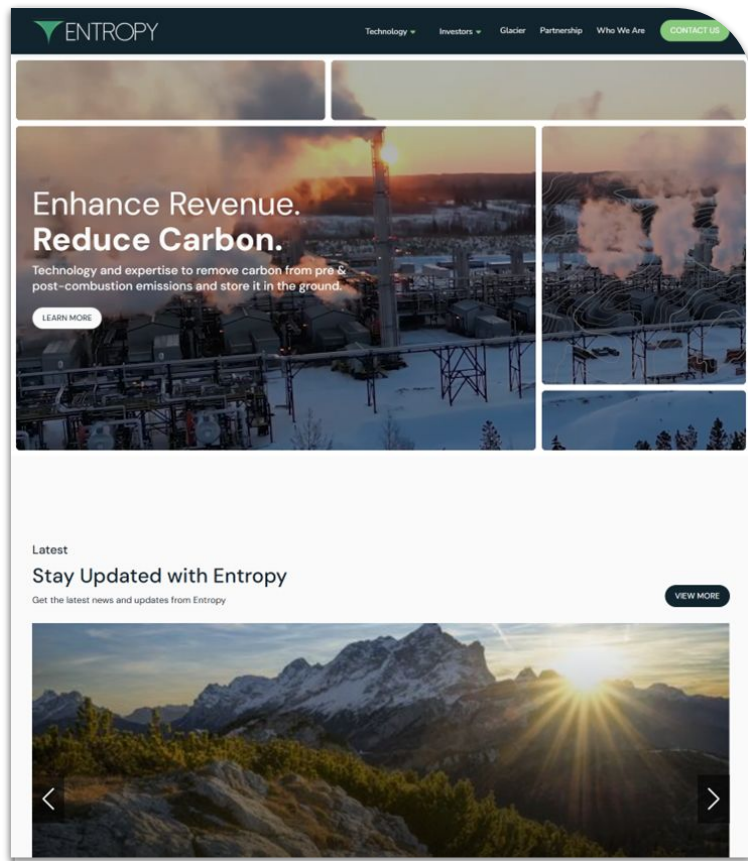 ENTROPY
Technology Investors Glacier Partnership Who We Are CONTACT US
Enhance Revenue.
Reduce Carbon.
Technology and expertise to remove carbon from pre &
post-combustion emissions and store it in the ground.
LEARN MORE
Latest
Stay Updated with Entropy
Get the latest news and updates from Entropy
VIEW MORE